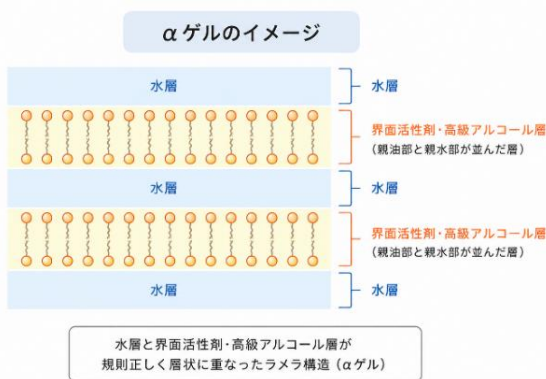 αゲルのイメージ
水層
水層
界面活性剤・高級アルコール層
(親油部と親水部が並んだ層)
水層
水層
界面活性剤・高級アルコール層
(親油部と親水部が並んだ層)
水層
水層
水層と界面活性剤・高級アルコール層が
規則正しく層状に重なったラメラ構造(αゲル)